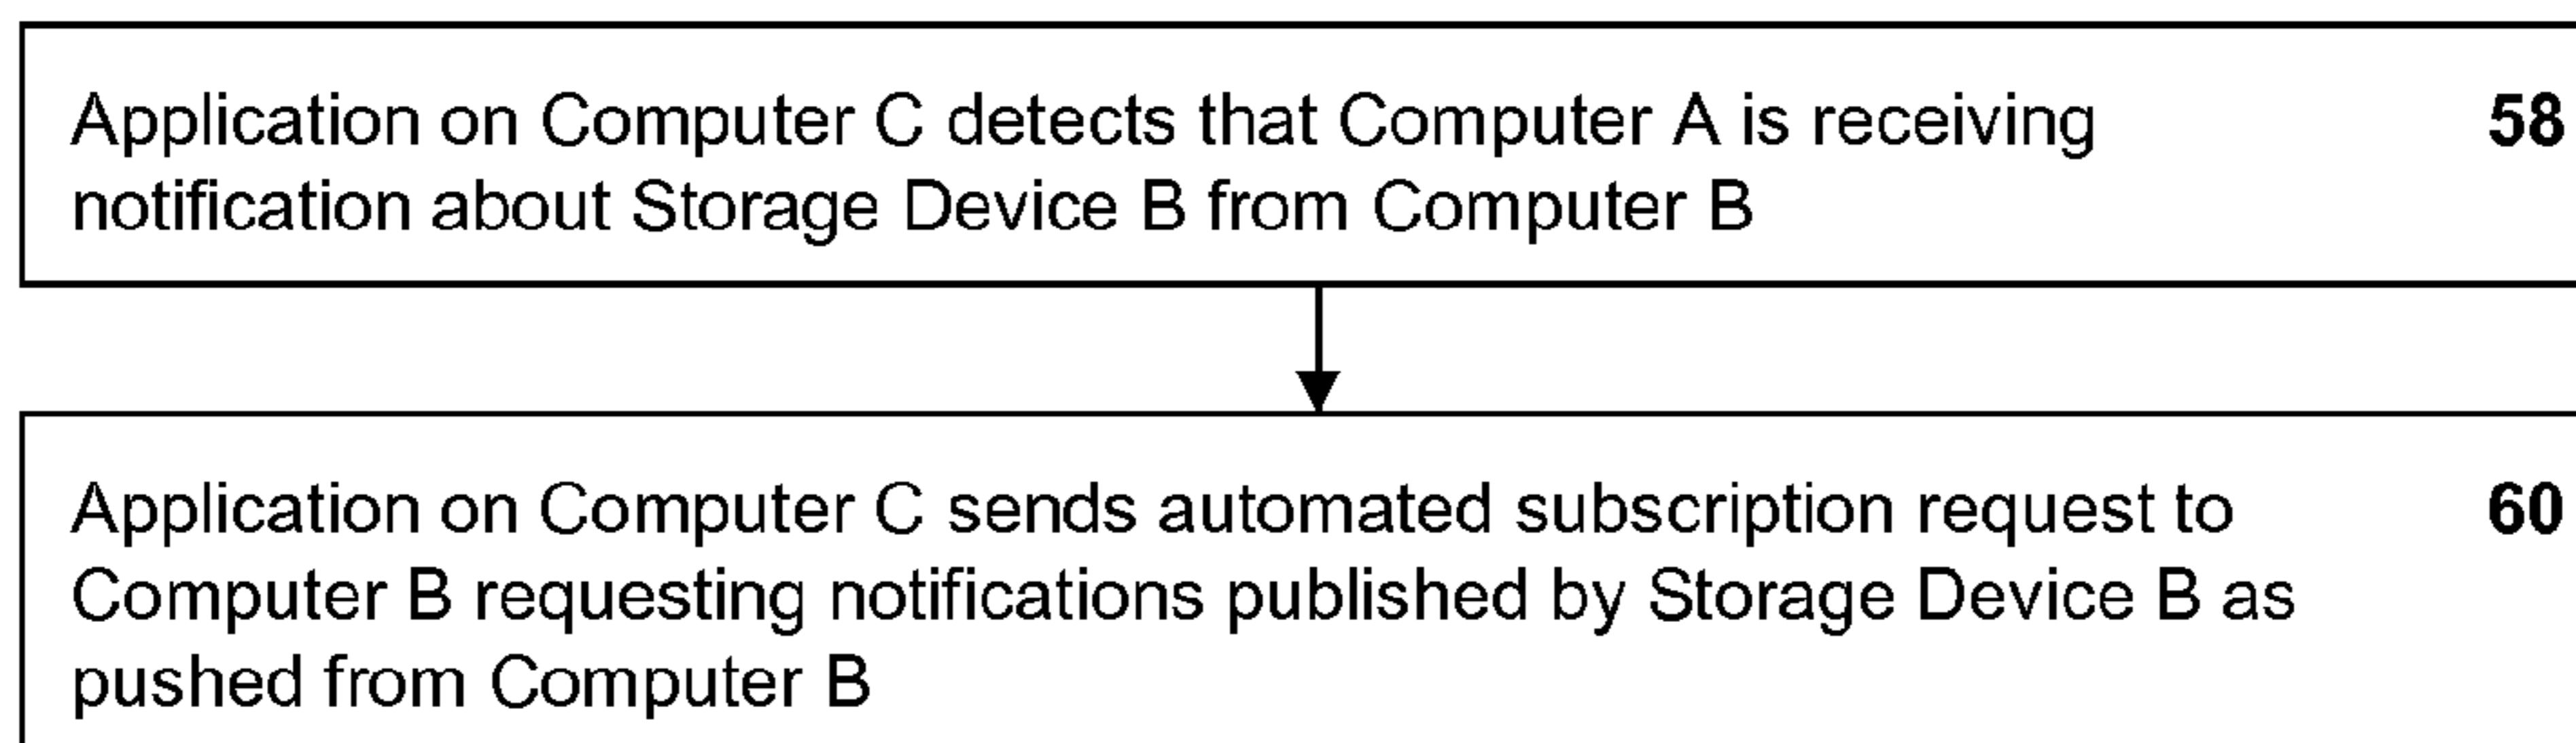 Application on Computer C detects that Computer A is receiving 58
notification about Storage Device B from Computer B
Application on Computer C sends automated subscription request to 60
Computer B requesting notifications published by Storage Device B as
pushed from Computer B